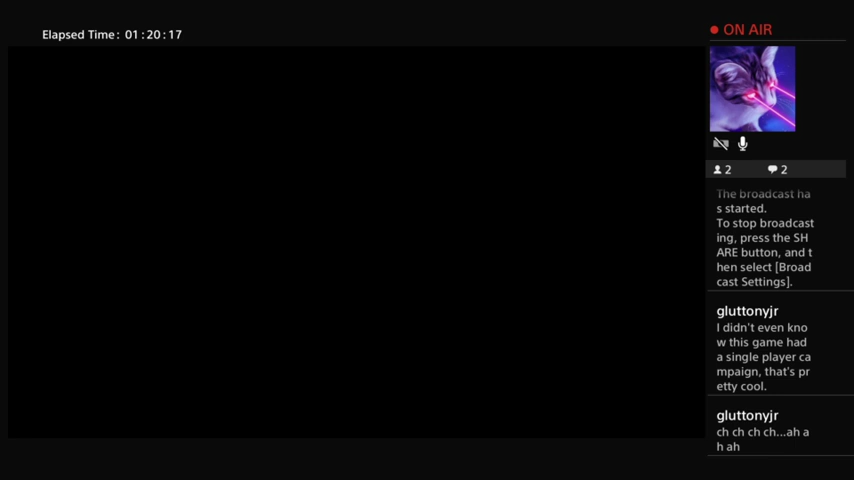 Elapsed Time: 01:20:17
ON AIR
2 2
The broadcast ha
s started.
To stop broadcast
ing, press the SH
ARE button, and t
hen select [Broad
cast Settings].
gluttonyjr
I didn't even kno
w this game had
a single player ca
mpaign, that's pr
etty cool.
gluttonyjr
ch ch ch ch...ah a
h ah